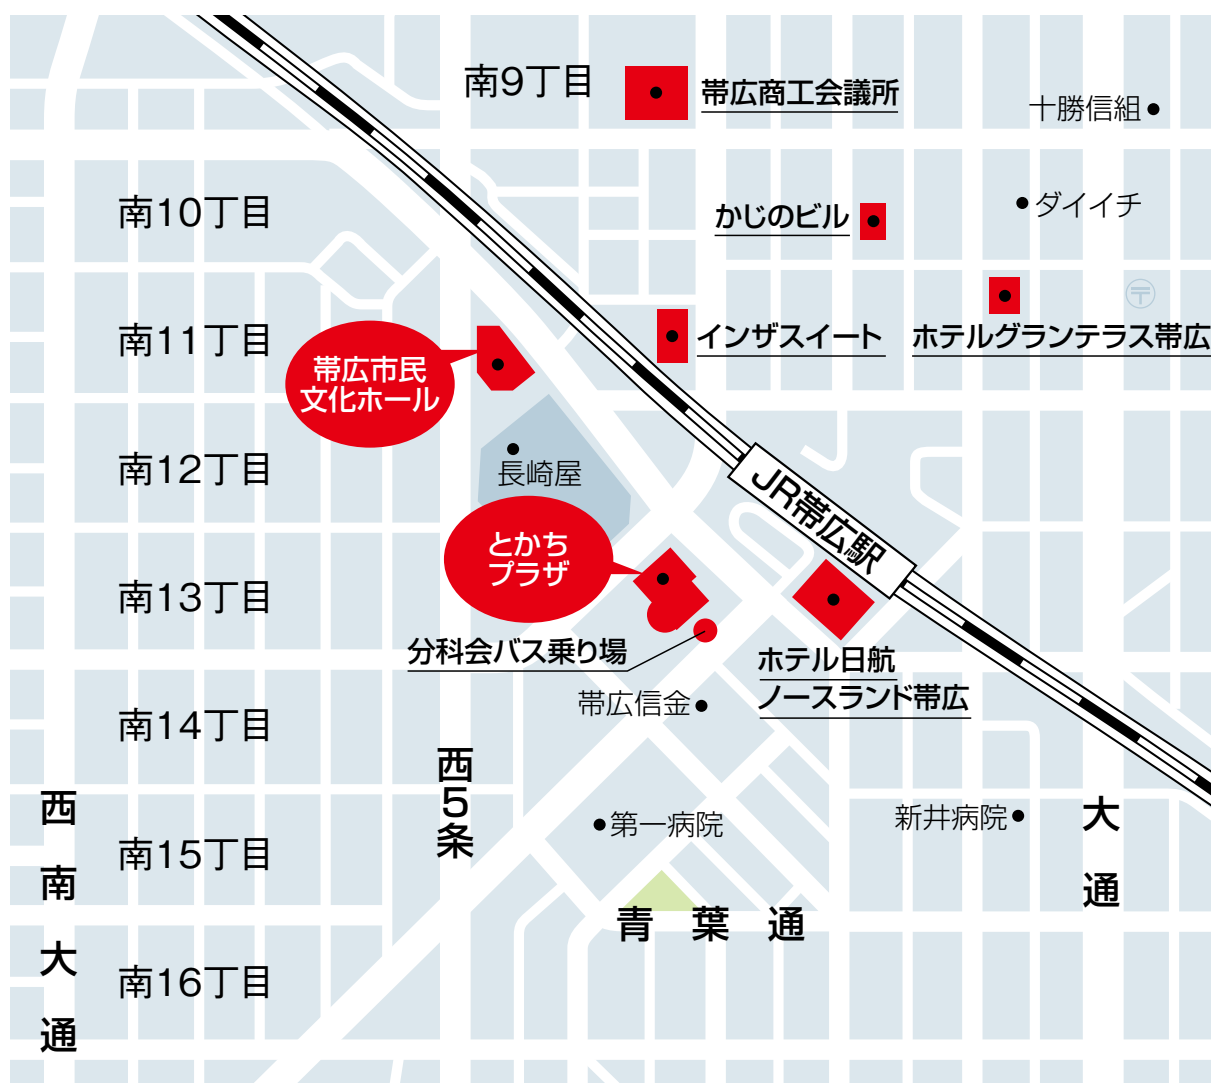 南9丁目
帯広商工会議所
十勝信組
南10丁目
かじのビル
ダイイチ
〒
南11丁目
インザスイート
ホテルグランテラス帯広
帯広市民
文化ホール
南12丁目
長崎屋
JR帯広駅
とかち
プラザ
南13丁目
分科会バス乗り場
ホテル日航
ノースランド帯広
帯広信金
南14丁目
西5条
西南大通
第一病院
新井病院
大通
南15丁目
青葉通
南16丁目